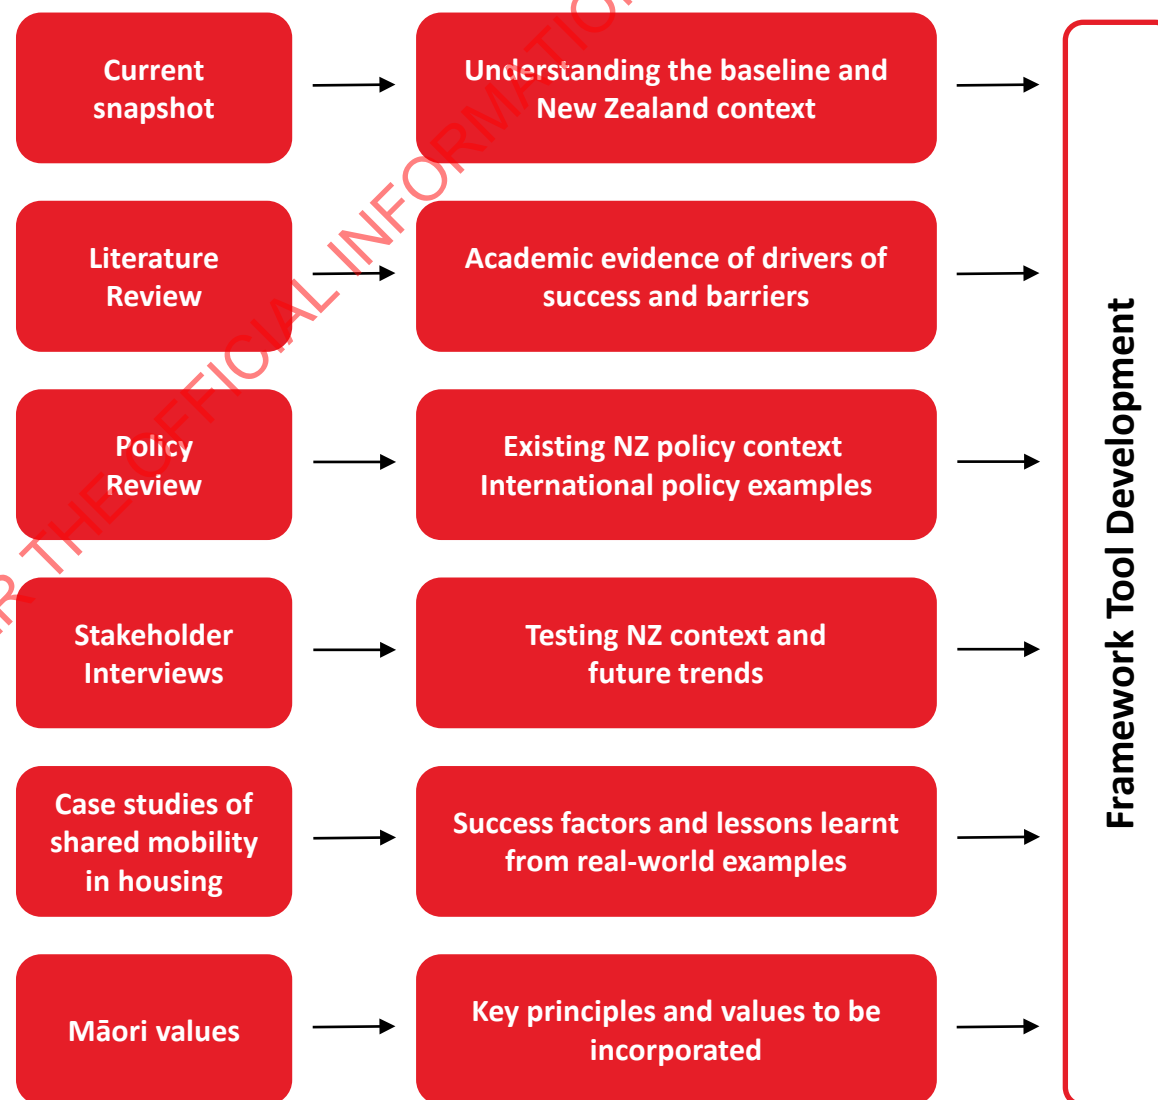 Current
snapshot
Understanding the baseline and
New Zealand context
Literature
Review
Academic evidence of drivers of
success and barriers
Policy
Review
Existing NZ policy context
International policy examples
Stakeholder
Interviews
Testing NZ context and
future trends
Case studies of
shared mobility
in housing
Success factors and lessons learnt
from real-world examples
Māori values
Key principles and values to be
incorporated
Framework Tool Development
THE OFFICIAL INFORMATION